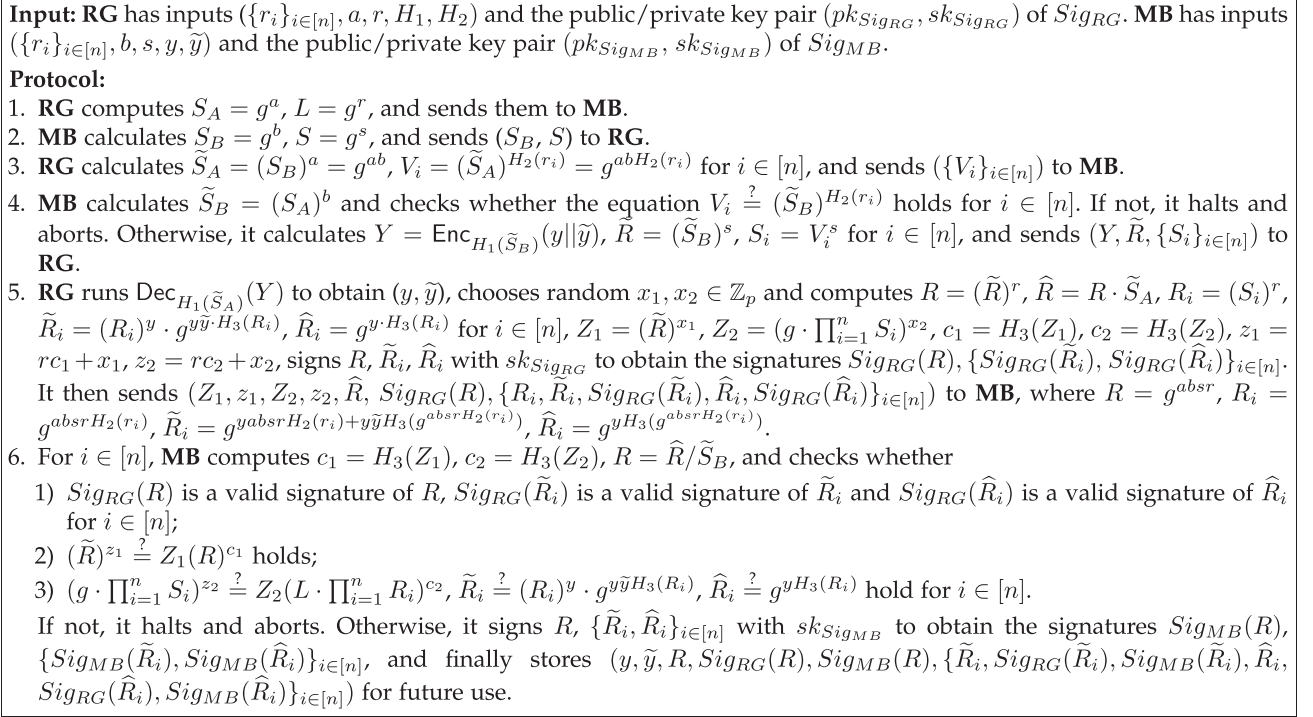 Input: RG has inputs ({r_i}_{i∈[n]}, a, r, H_1, H_2) and the public/private key pair (pk_{Sig_{RG}}, sk_{Sig_{RG}}) of Sig_{RG}. MB has inputs
({r_i}_{i∈[n]}, b, s, y, ỹ) and the public/private key pair (pk_{Sig_{MB}}, sk_{Sig_{MB}}) of Sig_{MB}.
Protocol:
1. RG computes S_A = g^a, L = g^r, and sends them to MB.
2. MB calculates S_B = g^b, S = g^s, and sends (S_B, S) to RG.
3. RG calculates S̃_A = (S_B)^a = g^{ab}, V_i = (S̃_A)^{H_2(r_i)} = g^{abH_2(r_i)} for i ∈ [n], and sends ({V_i}_{i∈[n]}) to MB.
4. MB calculates S̃_B = (S_A)^b and checks whether the equation V_i ≟ (S̃_B)^{H_2(r_i)} holds for i ∈ [n]. If not, it halts and
aborts. Otherwise, it calculates Y = Enc_{H_1(S̃_B)}(y||ỹ), R̃ = (S̃_B)^s, S_i = V_i^s for i ∈ [n], and sends (Y, R̃, {S_i}_{i∈[n]}) to
RG.
5. RG runs Dec_{H_1(S̃_A)}(Y) to obtain (y, ỹ), chooses random x_1, x_2 ∈ ℤ_p and computes R = (R̃)^r, R̂ = R · S̃_A, R_i = (S_i)^r,
R̃_i = (R_i)^y · g^{yỹ·H_3(R_i)}, R̂_i = g^{y·H_3(R_i)} for i ∈ [n], Z_1 = (R̃)^{x_1}, Z_2 = (g · ∏_{i=1}^n S_i)^{x_2}, c_1 = H_3(Z_1), c_2 = H_3(Z_2), z_1 =
rc_1+x_1, z_2 = rc_2+x_2, signs R, R̃_i, R̂_i with sk_{Sig_{RG}} to obtain the signatures Sig_{RG}(R), {Sig_{RG}(R̃_i), Sig_{RG}(R̂_i)}_{i∈[n]}.
It then sends (Z_1, z_1, Z_2, z_2, R̂, Sig_{RG}(R), {R_i, R̃_i, Sig_{RG}(R̃_i), R̂_i, Sig_{RG}(R̂_i)}_{i∈[n]}) to MB, where R = g^{absr}, R_i =
g^{absrH_2(r_i)}, R̃_i = g^{yabsrH_2(r_i)+yỹH_3(g^{absrH_2(r_i)})}, R̂_i = g^{yH_3(g^{absrH_2(r_i)})}.
6. For i ∈ [n], MB computes c_1 = H_3(Z_1), c_2 = H_3(Z_2), R = R̂/S̃_B, and checks whether
1) Sig_{RG}(R) is a valid signature of R, Sig_{RG}(R̃_i) is a valid signature of R̃_i and Sig_{RG}(R̂_i) is a valid signature of R̂_i
for i ∈ [n];
2) (R̃)^{z_1} ≟ Z_1(R)^{c_1} holds;
3) (g · ∏_{i=1}^n S_i)^{z_2} ≟ Z_2(L · ∏_{i=1}^n R_i)^{c_2}, R̃_i ≟ (R_i)^y · g^{yỹH_3(R_i)}, R̂_i ≟ g^{yH_3(R_i)} hold for i ∈ [n].
If not, it halts and aborts. Otherwise, it signs R, {R̃_i, R̂_i}_{i∈[n]} with sk_{Sig_{MB}} to obtain the signatures Sig_{MB}(R),
{Sig_{MB}(R̃_i), Sig_{MB}(R̂_i)}_{i∈[n]}, and finally stores (y, ỹ, R, Sig_{RG}(R), Sig_{MB}(R), {R̃_i, Sig_{RG}(R̃_i), Sig_{MB}(R̃_i), R̂_i,
Sig_{RG}(R̂_i), Sig_{MB}(R̂_i)}_{i∈[n]}) for future use.